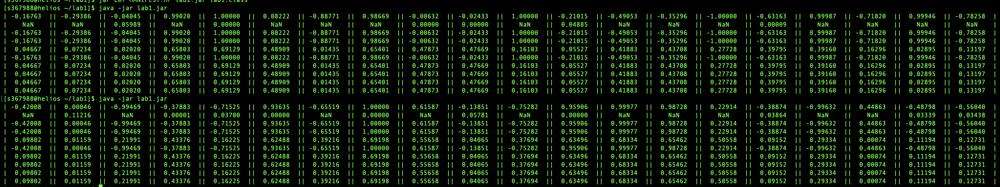 [s367988@helios ~/lab1]$ jar cmf MANIFEST.MF lab1.jar lab1.class
[s367988@helios ~/lab1]$ java -jar lab1.jar
| -0,16763 || -0,29386 || -0,04045 || 0,99020 || 1,00000 || 0,08222 || -0,88771 || 0,98669 || -0,00632 || -0,02433 || 1,00000 || -0,21015 || -0,49053 || -0,35296 || -1,00000 || -0,63163 || 0,99987 || -0,71820 || 0,99946 || -0,78258 |
| NaN || NaN || 0,05989 || NaN || 0,00000 || NaN || NaN || NaN || 0,00000 || 0,00000 || NaN || 0,04885 || NaN || NaN || NaN || 0,00009 || NaN || NaN || NaN || NaN |
| -0,16763 || -0,29386 || -0,04045 || 0,99020 || 1,00000 || 0,08222 || -0,88771 || 0,98669 || -0,00632 || -0,02433 || 1,00000 || -0,21015 || -0,49053 || -0,35296 || -1,00000 || -0,63163 || 0,99987 || -0,71820 || 0,99946 || -0,78258 |
| -0,16763 || -0,29386 || -0,04045 || 0,99020 || 1,00000 || 0,08222 || -0,88771 || 0,98669 || -0,00632 || -0,02433 || 1,00000 || -0,21015 || -0,49053 || -0,35296 || -1,00000 || -0,63163 || 0,99987 || -0,71820 || 0,99946 || -0,78258 |
| 0,04667 || 0,07234 || 0,02020 || 0,65803 || 0,69129 || 0,48909 || 0,01435 || 0,65401 || 0,47873 || 0,47669 || 0,16103 || 0,05527 || 0,41883 || 0,43708 || 0,27728 || 0,39795 || 0,39160 || 0,16296 || 0,02895 || 0,13197 |
| -0,16763 || -0,29386 || -0,04045 || 0,99020 || 1,00000 || 0,08222 || -0,88771 || 0,98669 || -0,00632 || -0,02433 || 1,00000 || -0,21015 || -0,49053 || -0,35296 || -1,00000 || -0,63163 || 0,99987 || -0,71820 || 0,99946 || -0,78258 |
| 0,04667 || 0,07234 || 0,02020 || 0,65803 || 0,69129 || 0,48909 || 0,01435 || 0,65401 || 0,47873 || 0,47669 || 0,16103 || 0,05527 || 0,41883 || 0,43708 || 0,27728 || 0,39795 || 0,39160 || 0,16296 || 0,02895 || 0,13197 |
| 0,04667 || 0,07234 || 0,02020 || 0,65803 || 0,69129 || 0,48909 || 0,01435 || 0,65401 || 0,47873 || 0,47669 || 0,16103 || 0,05527 || 0,41883 || 0,43708 || 0,27728 || 0,39795 || 0,39160 || 0,16296 || 0,02895 || 0,13197 |
| 0,04667 || 0,07234 || 0,02020 || 0,65803 || 0,69129 || 0,48909 || 0,01435 || 0,65401 || 0,47873 || 0,47669 || 0,16103 || 0,05527 || 0,41883 || 0,43708 || 0,27728 || 0,39795 || 0,39160 || 0,16296 || 0,02895 || 0,13197 |
| 0,04667 || 0,07234 || 0,02020 || 0,65803 || 0,69129 || 0,48909 || 0,01435 || 0,65401 || 0,47873 || 0,47669 || 0,16103 || 0,05527 || 0,41883 || 0,43708 || 0,27728 || 0,39795 || 0,39160 || 0,16296 || 0,02895 || 0,13197 |
[[s367988@helios ~/lab1]$ java -jar lab1.jar
| -0,42008 || 0,00046 || -0,99469 || -0,37883 || -0,71525 || 0,93635 || -0,65519 || 1,00000 || 0,61587 || -0,13851 || -0,75282 || 0,95906 || 0,99977 || 0,98728 || 0,22914 || -0,38874 || -0,99632 || 0,44863 || -0,48798 || -0,56040 |
| NaN || 0,11216 || NaN || 0,00001 || 0,03700 || 0,00000 || NaN || 0,00000 || NaN || 0,05781 || NaN || 0,00000 || NaN || NaN || NaN || 0,03864 || NaN || NaN || 0,03339 || 0,03438 |
| -0,42008 || 0,00046 || -0,99469 || -0,37883 || -0,71525 || 0,93635 || -0,65519 || 1,00000 || 0,61587 || -0,13851 || -0,75282 || 0,95906 || 0,99977 || 0,98728 || 0,22914 || -0,38874 || -0,99632 || 0,44863 || -0,48798 || -0,56040 |
| -0,42008 || 0,00046 || -0,99469 || -0,37883 || -0,71525 || 0,93635 || -0,65519 || 1,00000 || 0,61587 || -0,13851 || -0,75282 || 0,95906 || 0,99977 || 0,98728 || 0,22914 || -0,38874 || -0,99632 || 0,44863 || -0,48798 || -0,56040 |
| 0,09802 || 0,01159 || 0,21991 || 0,43376 || 0,16225 || 0,62488 || 0,39216 || 0,69198 || 0,55658 || 0,04065 || 0,37694 || 0,63496 || 0,68334 || 0,65462 || 0,50558 || 0,09152 || 0,29334 || 0,00074 || 0,11194 || 0,12731 |
| -0,42008 || 0,00046 || -0,99469 || -0,37883 || -0,71525 || 0,93635 || -0,65519 || 1,00000 || 0,61587 || -0,13851 || -0,75282 || 0,95906 || 0,99977 || 0,98728 || 0,22914 || -0,38874 || -0,99632 || 0,44863 || -0,48798 || -0,56040 |
| 0,09802 || 0,01159 || 0,21991 || 0,43376 || 0,16225 || 0,62488 || 0,39216 || 0,69198 || 0,55658 || 0,04065 || 0,37694 || 0,63496 || 0,68334 || 0,65462 || 0,50558 || 0,09152 || 0,29334 || 0,00074 || 0,11194 || 0,12731 |
| 0,09802 || 0,01159 || 0,21991 || 0,43376 || 0,16225 || 0,62488 || 0,39216 || 0,69198 || 0,55658 || 0,04065 || 0,37694 || 0,63496 || 0,68334 || 0,65462 || 0,50558 || 0,09152 || 0,29334 || 0,00074 || 0,11194 || 0,12731 |
| 0,09802 || 0,01159 || 0,21991 || 0,43376 || 0,16225 || 0,62488 || 0,39216 || 0,69198 || 0,55658 || 0,04065 || 0,37694 || 0,63496 || 0,68334 || 0,65462 || 0,50558 || 0,09152 || 0,29334 || 0,00074 || 0,11194 || 0,12731 |
| 0,09802 || 0,01159 || 0,21991 || 0,43376 || 0,16225 || 0,62488 || 0,39216 || 0,69198 || 0,55658 || 0,04065 || 0,37694 || 0,63496 || 0,68334 || 0,65462 || 0,50558 || 0,09152 || 0,29334 || 0,00074 || 0,11194 || 0,12731 |